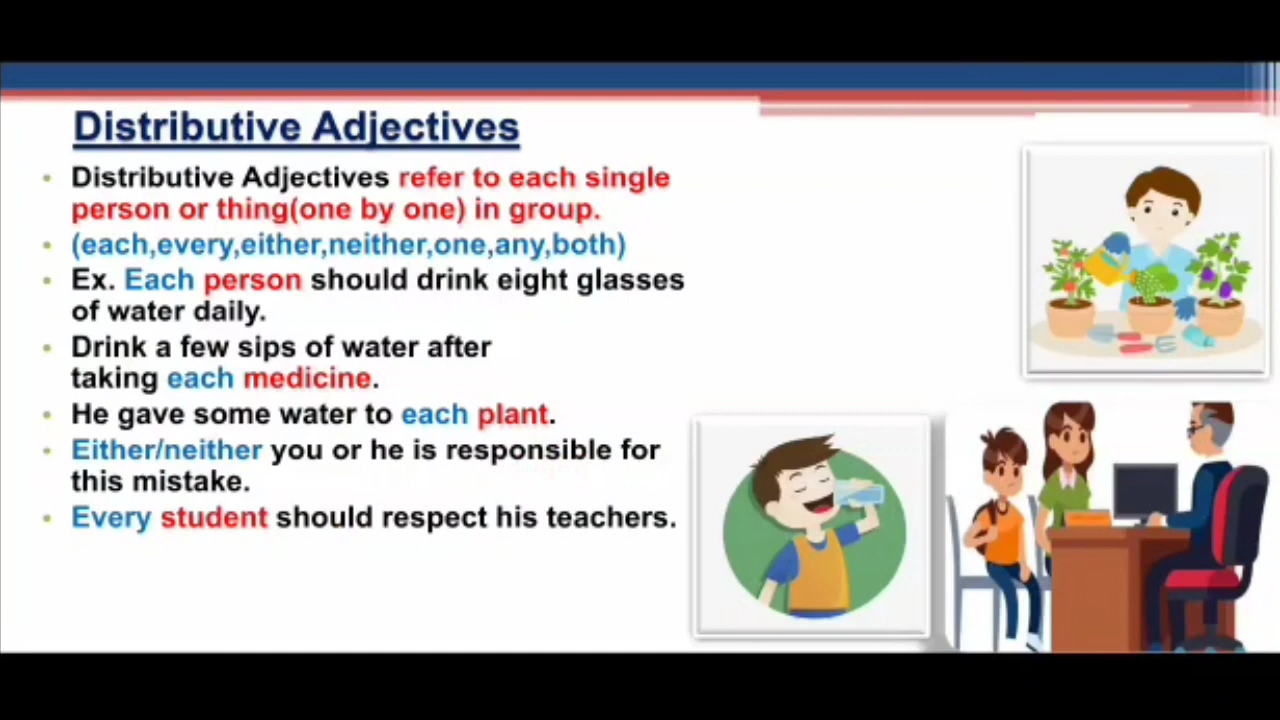 Distributive Adjectives
• Distributive Adjectives refer to each single
person or thing(one by one) in group.
• (each,every,either,neither,one,any,both)
• Ex. Each person should drink eight glasses
of water daily.
• Drink a few sips of water after
taking each medicine.
• He gave some water to each plant.
• Either/neither you or he is responsible for
this mistake.
• Every student should respect his teachers.